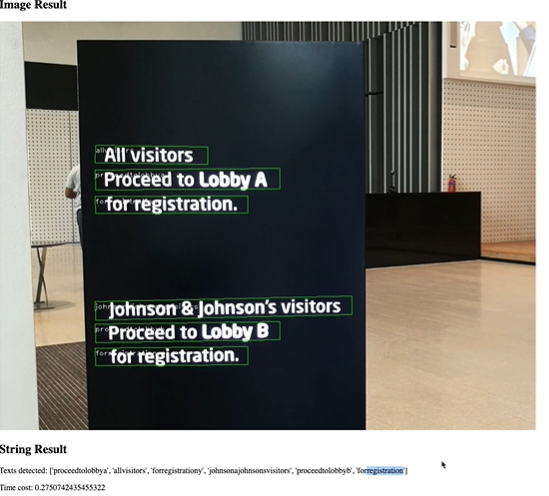 Image Result
All visitors
Proceed to Lobby A
for registration.
Johnson & Johnson's visitors
Proceed to Lobby B
for registration.
String Result
Texts detected: ['proceedtolobbya', 'allvisitors', 'forregistrationy', 'johnsonajohnsonsvisitors', 'proceedtolobbyb', 'forregistration']
Time cost: 0.2750742435455322